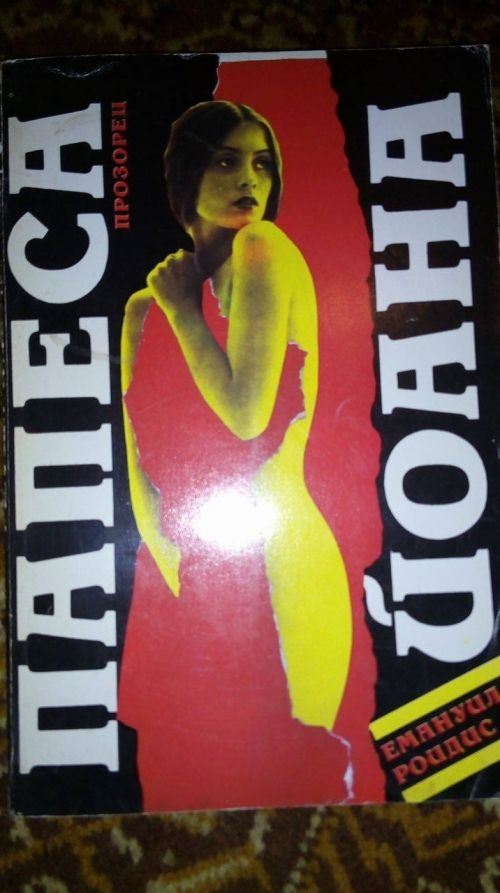 ПАПЕСА
ПРОЗОРЕЦ
ЙОАНА
ЕМАНУИЛ
РОИДИС